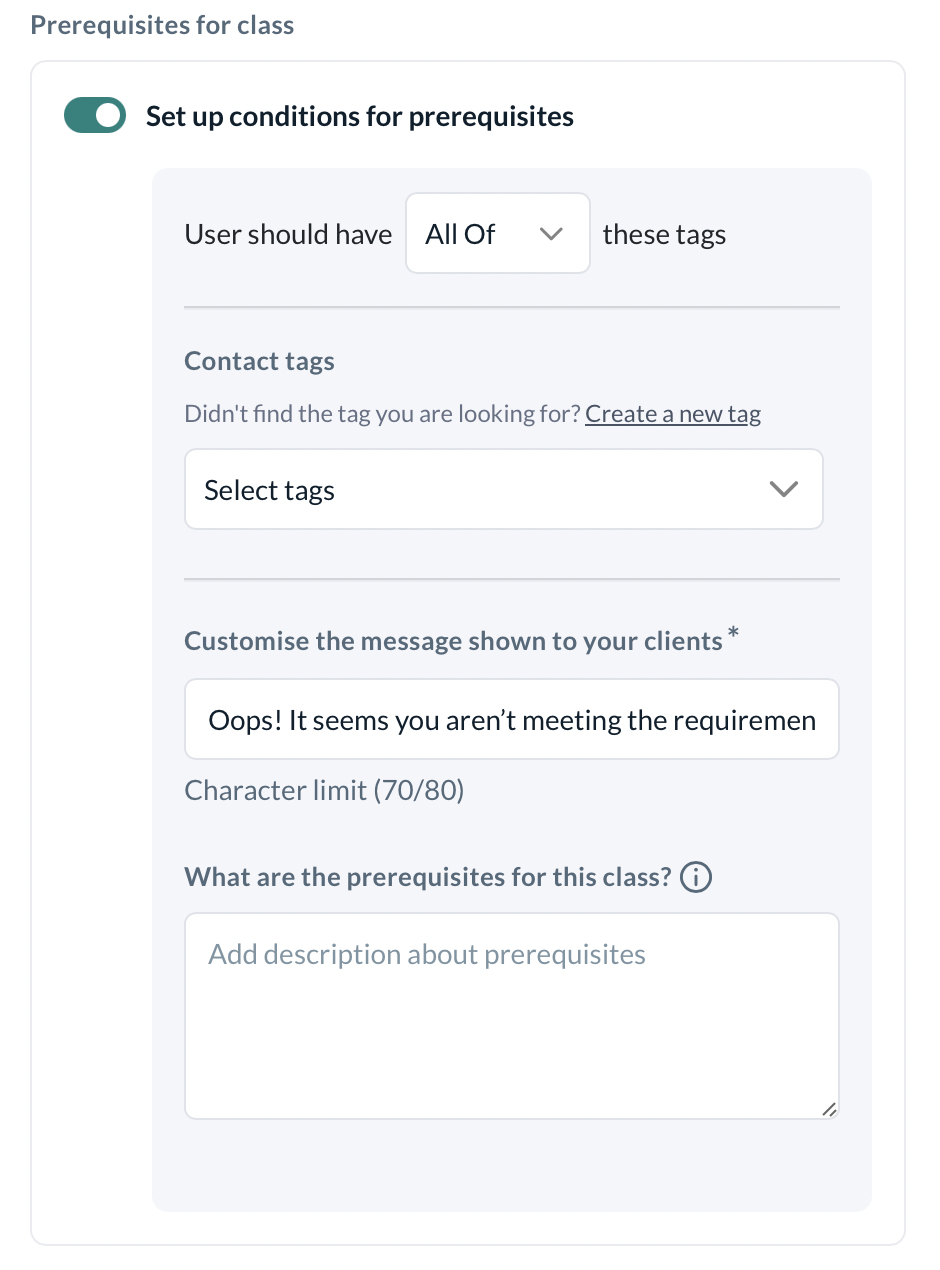 Prerequisites for class
Set up conditions for prerequisites
User should have All Of these tags
Contact tags
Didn't find the tag you are looking for? Create a new tag
Select tags
Customise the message shown to your clients *
Oops! It seems you aren’t meeting the requiremen
Character limit (70/80)
What are the prerequisites for this class?
Add description about prerequisites